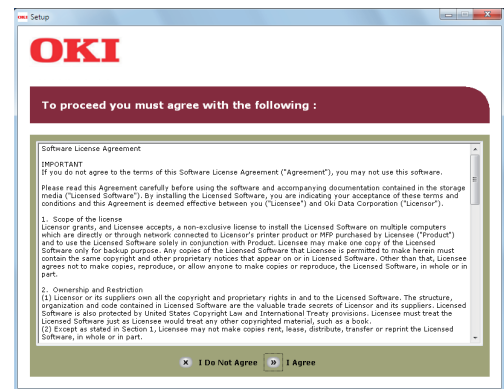 OKI Setup
OKI
To proceed you must agree with the following :
Software License Agreement
IMPORTANT
If you do not agree to the terms of this Software License Agreement ("Agreement"), you may not use this software.
Please read this Agreement carefully before using the software and accompanying documentation contained in the storage
media ("Licensed Software"). By installing the Licensed Software, you are indicating your acceptance of these terms and
conditions and this Agreement is deemed effective between you ("Licensee") and Oki Data Corporation ("Licensor").
1. Scope of the license
Licensor grants, and Licensee accepts, a non-exclusive license to install the Licensed Software on multiple computers
which are directly or through network connected to Licensor's printer product or MFP purchased by Licensee ("Product")
and to use the Licensed Software solely in conjunction with Product. Licensee may make one copy of the Licensed
Software only for backup purpose. Any copies of the Licensed Software that Licensee is permitted to make herein must
contain the same copyright and other proprietary notices that appear on or in Licensed Software. Other than that, Licensee
agrees not to make copies, reproduce, or allow anyone to make copies or reproduce, the Licensed Software, in whole or in
part.
2. Ownership and Restriction
(1) Licensor or its suppliers own all the copyright and proprietary rights in and to the Licensed Software. The structure,
organization and code contained in Licensed Software are the valuable trade secrets of Licensor and its suppliers. Licensed
Software is also protected by United States Copyright Law and International Treaty provisions. Licensee must treat the
Licensed Software just as Licensee would treat any other copyrighted material, such as a book.
(2) Except as stated in Section 1, Licensee may not make copies rent, lease, distribute, transfer or reprint the Licensed
Software, in whole or in part.
I Do Not Agree I Agree